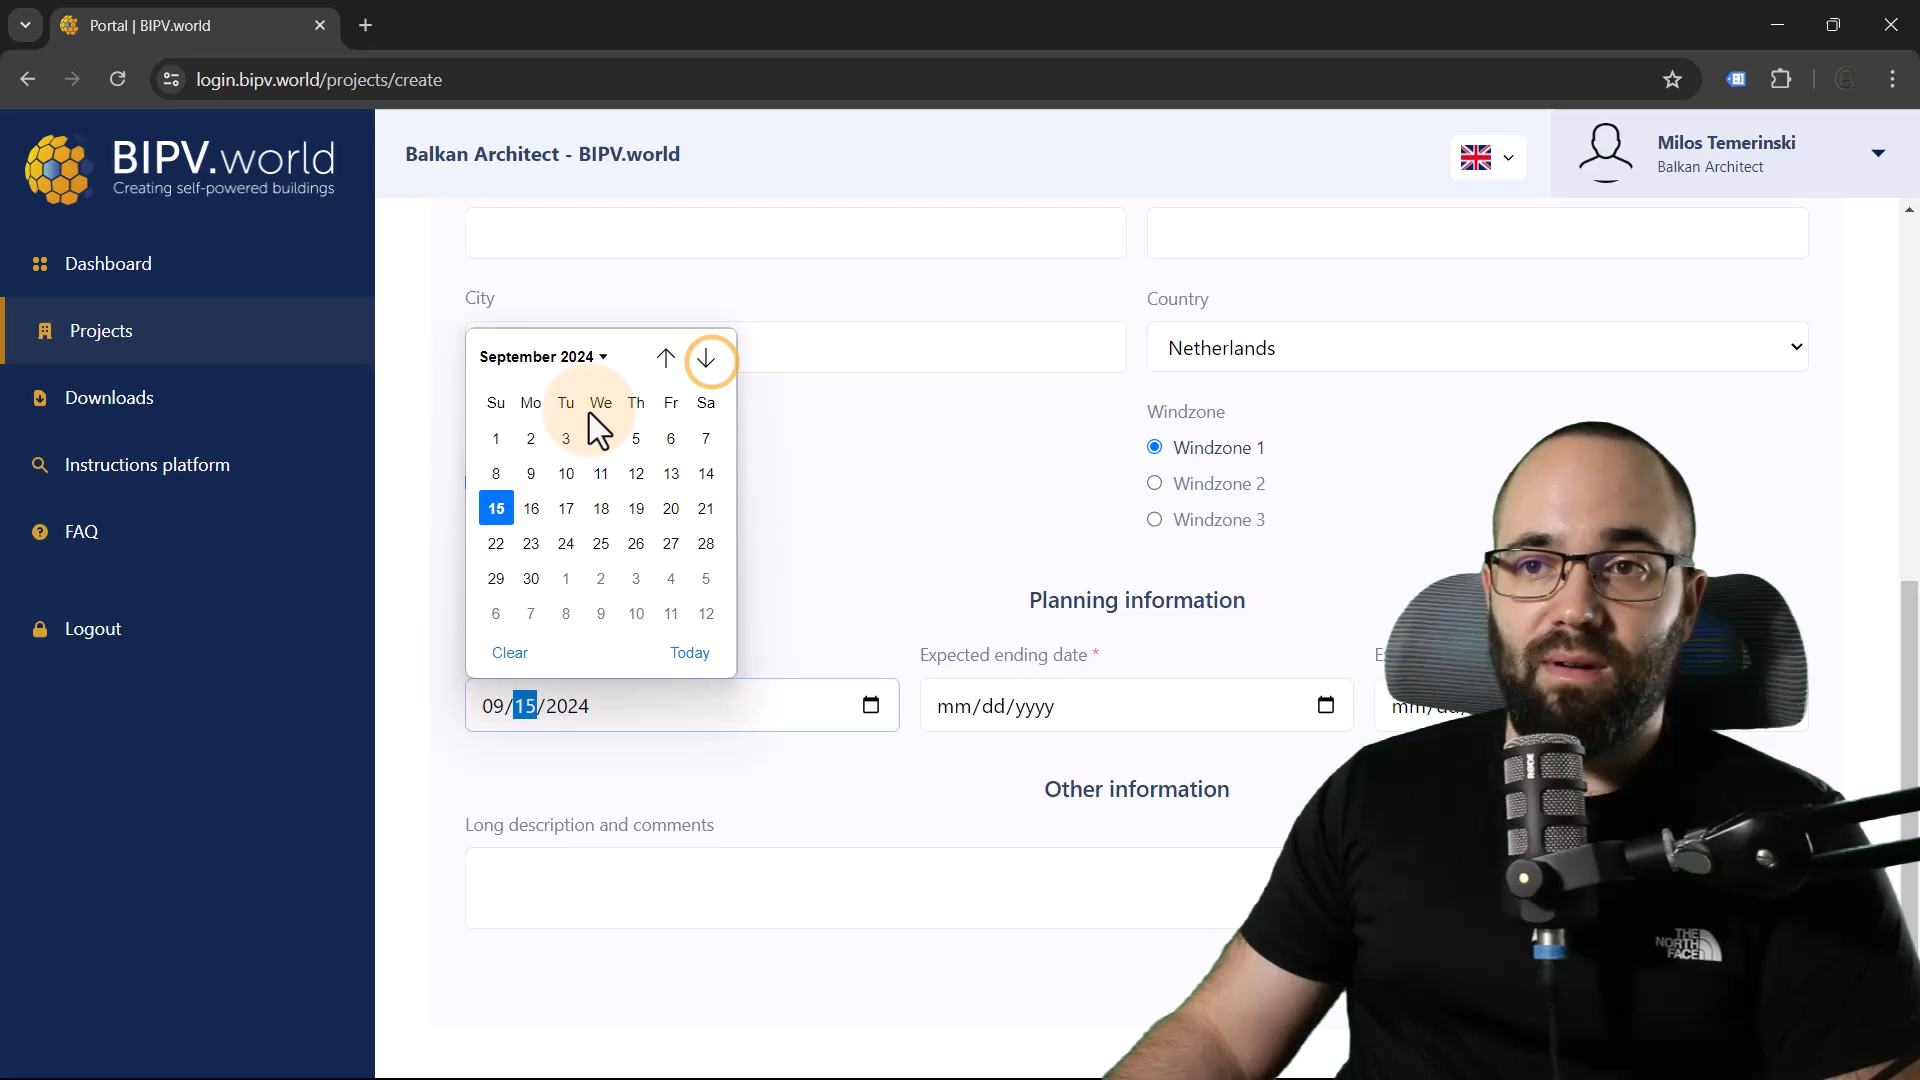 Portal | BIPV.world
login.bipv.world/projects/create
BIPV.world
Creating self-powered buildings
Balkan Architect - BIPV.world
Milos Temerinski
Balkan Architect
Dashboard
Projects
Downloads
Instructions platform
FAQ
Logout
City
Country
Netherlands
September 2024
Su Mo Tu We Th Fr Sa
1 2 3 5 6 7
8 9 10 11 12 13 14
15 16 17 18 19 20 21
22 23 24 25 26 27 28
29 30 1 2 3 4 5
6 7 8 9 10 11 12
Clear Today
Windzone
Windzone 1
Windzone 2
Windzone 3
Planning information
Expected ending date *
09/15/2024
mm/dd/yyyy
Other information
Long description and comments
RØDE
THE
NORTH
FACE